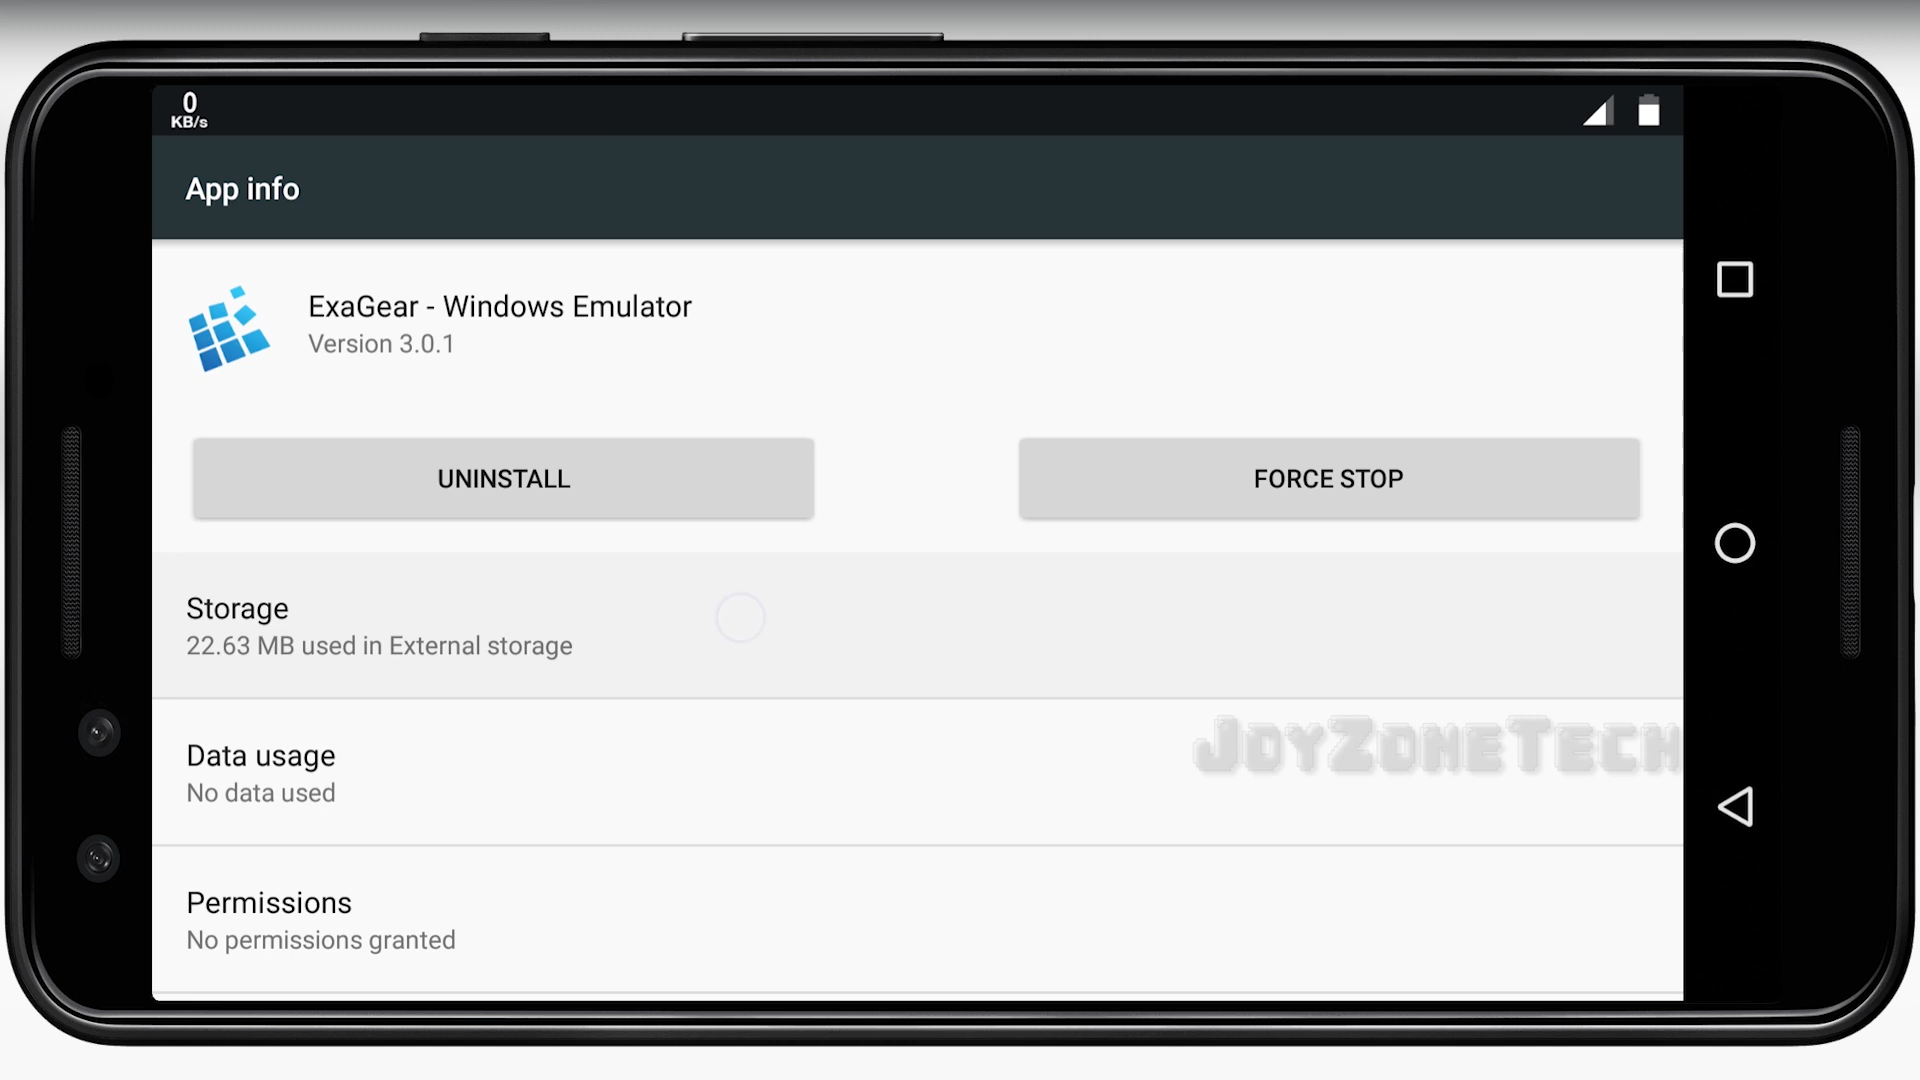 0
KB/s
App info
ExaGear - Windows Emulator
Version 3.0.1
UNINSTALL
FORCE STOP
Storage
22.63 MB used in External storage
JoyZoneTech
Data usage
No data used
Permissions
No permissions granted